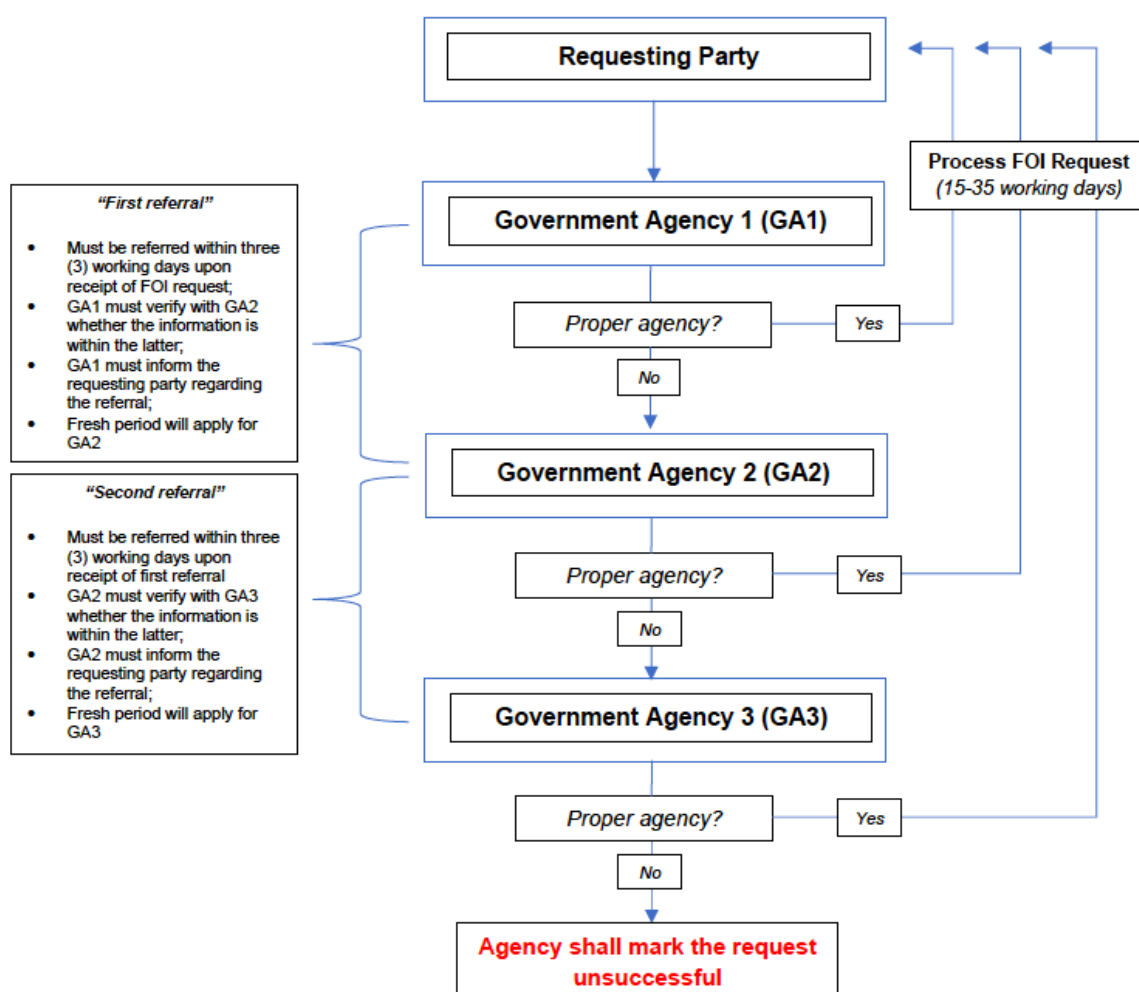 Requesting Party
Process FOI Request
(15-35 working days)
“First referral”
• Must be referred within three
(3) working days upon
receipt of FOI request;
• GA1 must verify with GA2
whether the information is
within the latter;
• GA1 must inform the
requesting party regarding
the referral;
• Fresh period will apply for
GA2
Government Agency 1 (GA1)
Proper agency?
Yes
No
Government Agency 2 (GA2)
“Second referral”
• Must be referred within three
(3) working days upon
receipt of first referral
• GA2 must verify with GA3
whether the information is
within the latter;
• GA2 must inform the
requesting party regarding
the referral;
• Fresh period will apply for
GA3
Proper agency?
Yes
No
Government Agency 3 (GA3)
Proper agency?
Yes
No
Agency shall mark the request
unsuccessful